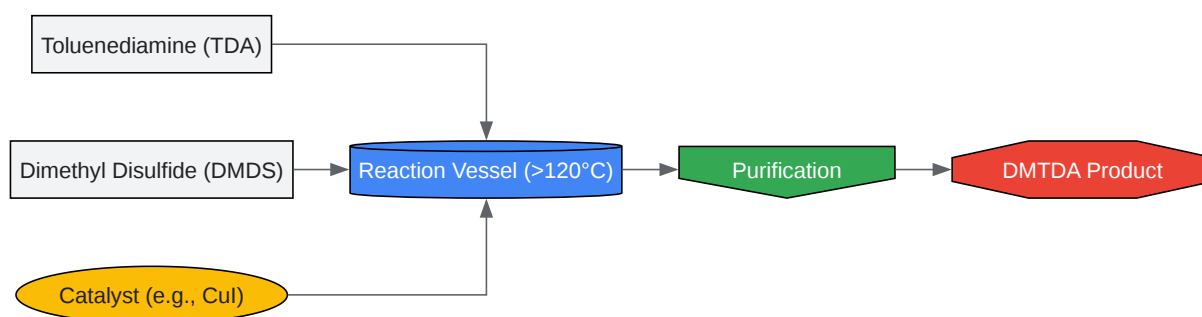 Toluenediamine (TDA)
Dimethyl Disulfide (DMDS)
Reaction Vessel (>120°C)
Purification
DMTDA Product
Catalyst (e.g., CuI)